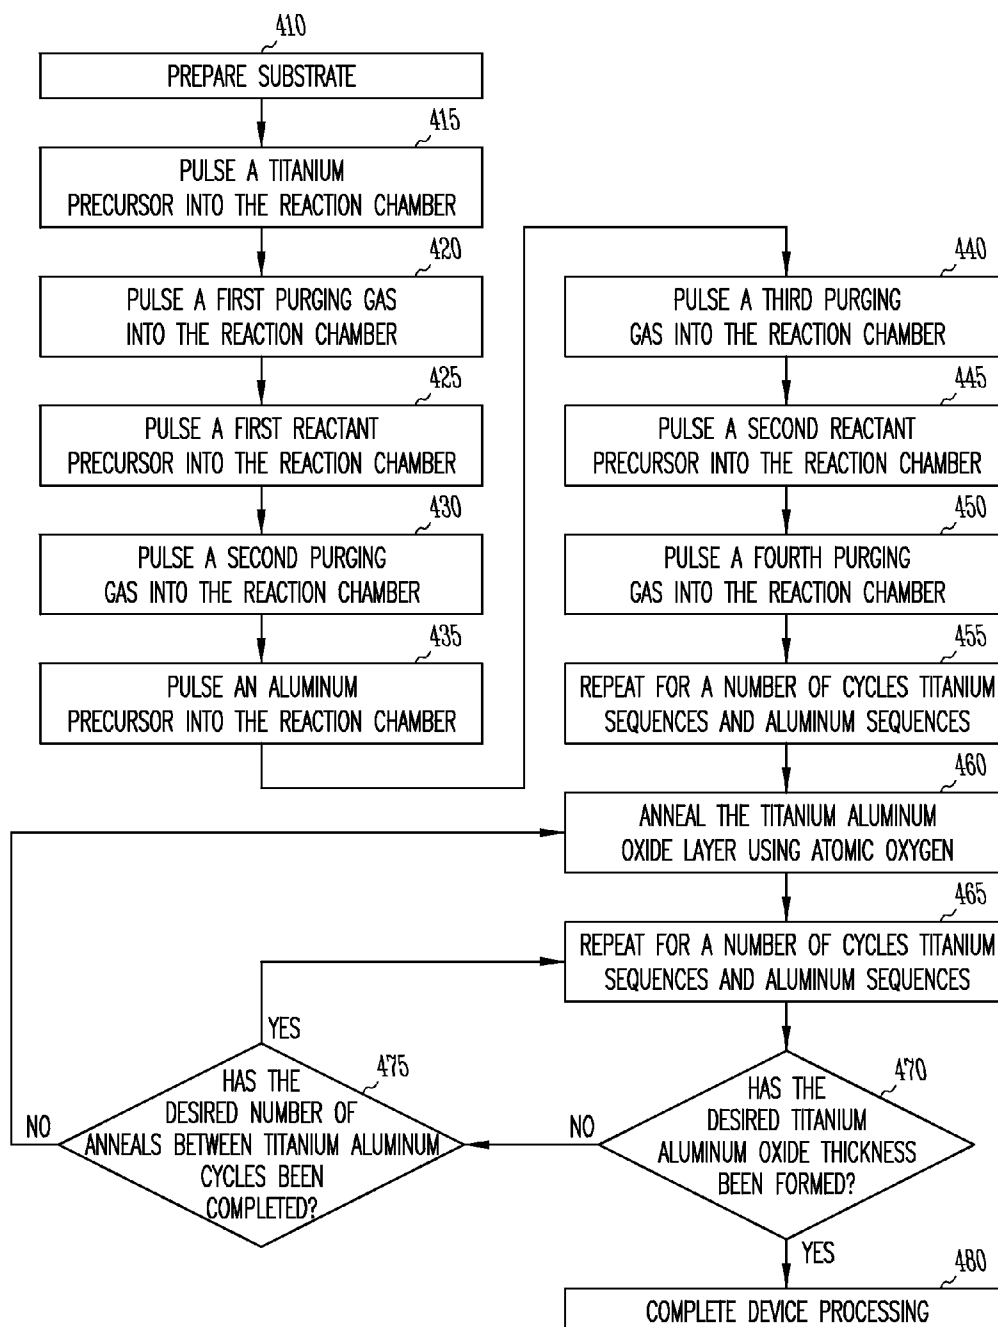 410
PREPARE SUBSTRATE
415
PULSE A TITANIUM
PRECURSOR INTO THE REACTION CHAMBER
420
PULSE A FIRST PURGING GAS
INTO THE REACTION CHAMBER
425
PULSE A FIRST REACTANT
PRECURSOR INTO THE REACTION CHAMBER
430
PULSE A SECOND PURGING
GAS INTO THE REACTION CHAMBER
435
PULSE AN ALUMINUM
PRECURSOR INTO THE REACTION CHAMBER
440
PULSE A THIRD PURGING
GAS INTO THE REACTION CHAMBER
445
PULSE A SECOND REACTANT
PRECURSOR INTO THE REACTION CHAMBER
450
PULSE A FOURTH PURGING
GAS INTO THE REACTION CHAMBER
455
REPEAT FOR A NUMBER OF CYCLES TITANIUM
SEQUENCES AND ALUMINUM SEQUENCES
460
ANNEAL THE TITANIUM ALUMINUM
OXIDE LAYER USING ATOMIC OXYGEN
465
REPEAT FOR A NUMBER OF CYCLES TITANIUM
SEQUENCES AND ALUMINUM SEQUENCES
470
HAS THE
DESIRED TITANIUM
ALUMINUM OXIDE THICKNESS
BEEN FORMED?
NO
YES
475
HAS THE
DESIRED NUMBER OF
ANNEALS BETWEEN TITANIUM ALUMINUM
CYCLES BEEN
COMPLETED?
YES
NO
480
COMPLETE DEVICE PROCESSING